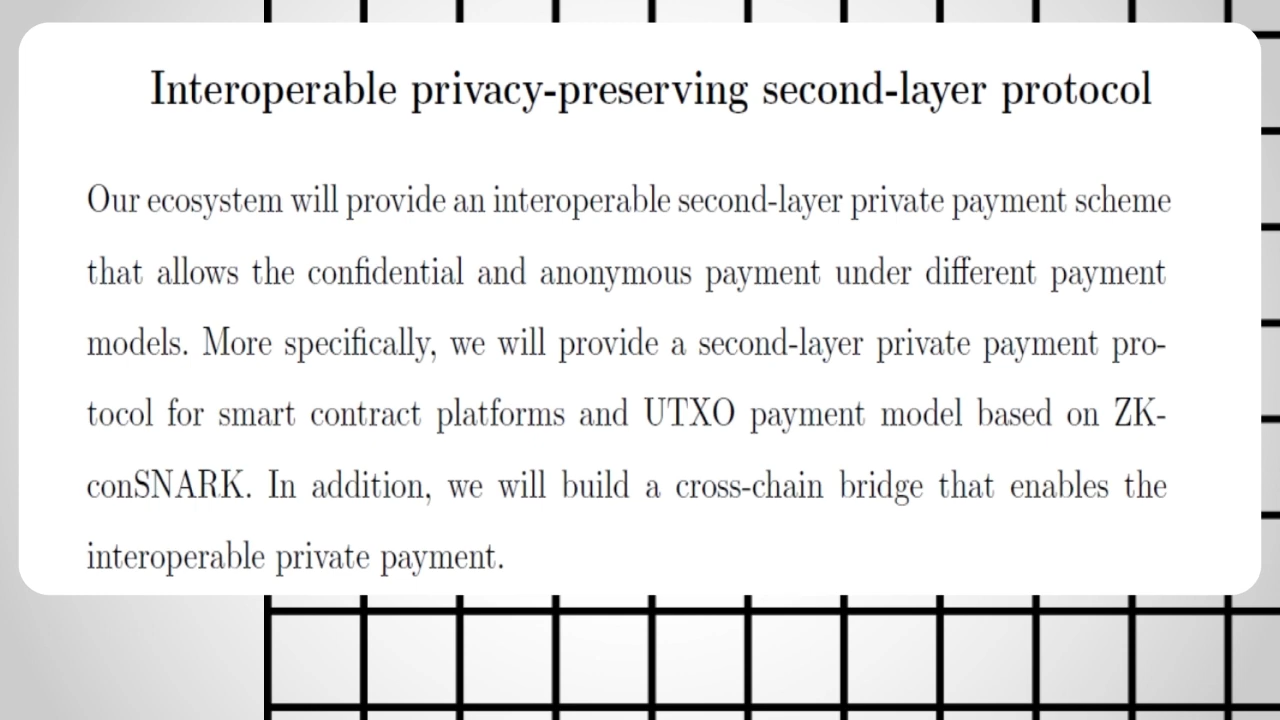 Interoperable privacy-preserving second-layer protocol
Our ecosystem will provide an interoperable second-layer private payment scheme
that allows the confidential and anonymous payment under different payment
models. More specifically, we will provide a second-layer private payment pro-
tocol for smart contract platforms and UTXO payment model based on ZK-
conSNARK. In addition, we will build a cross-chain bridge that enables the
interoperable private payment.